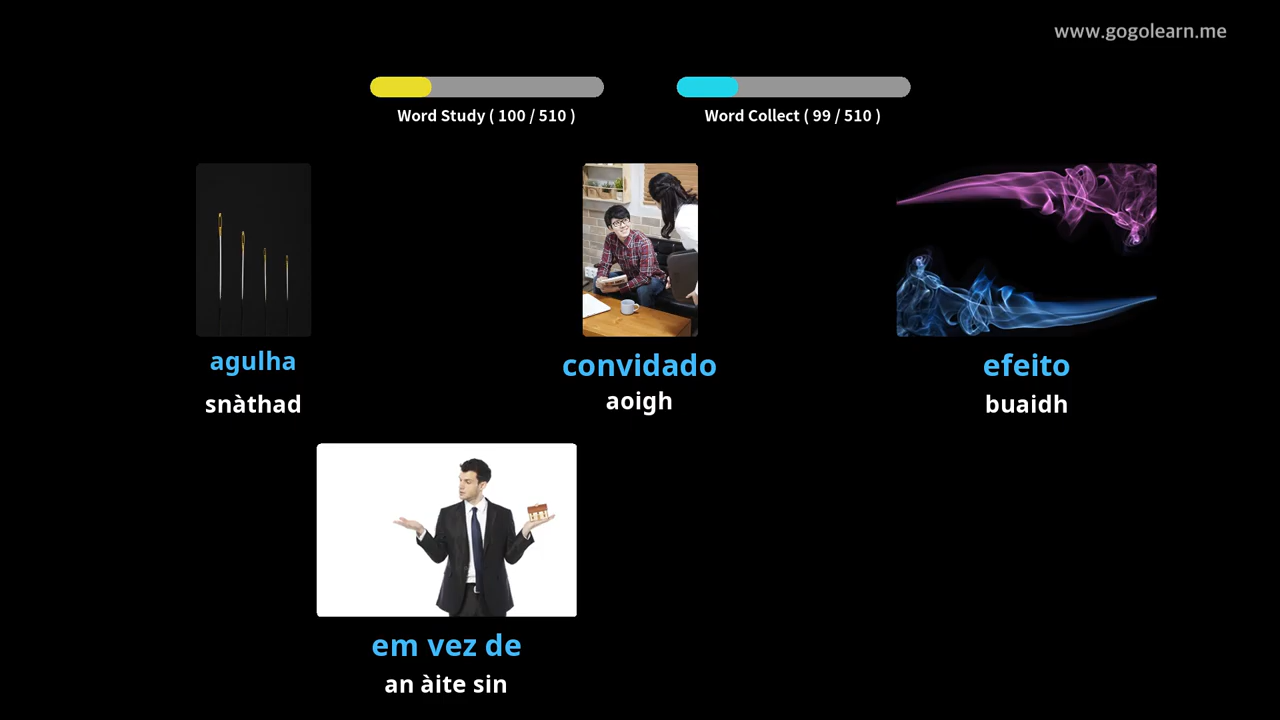 www.gogolearn.me
Word Study ( 100 / 510 )
Word Collect ( 99 / 510 )
agulha
snàthad
convidado
aoigh
efeito
buaidh
em vez de
an àite sin